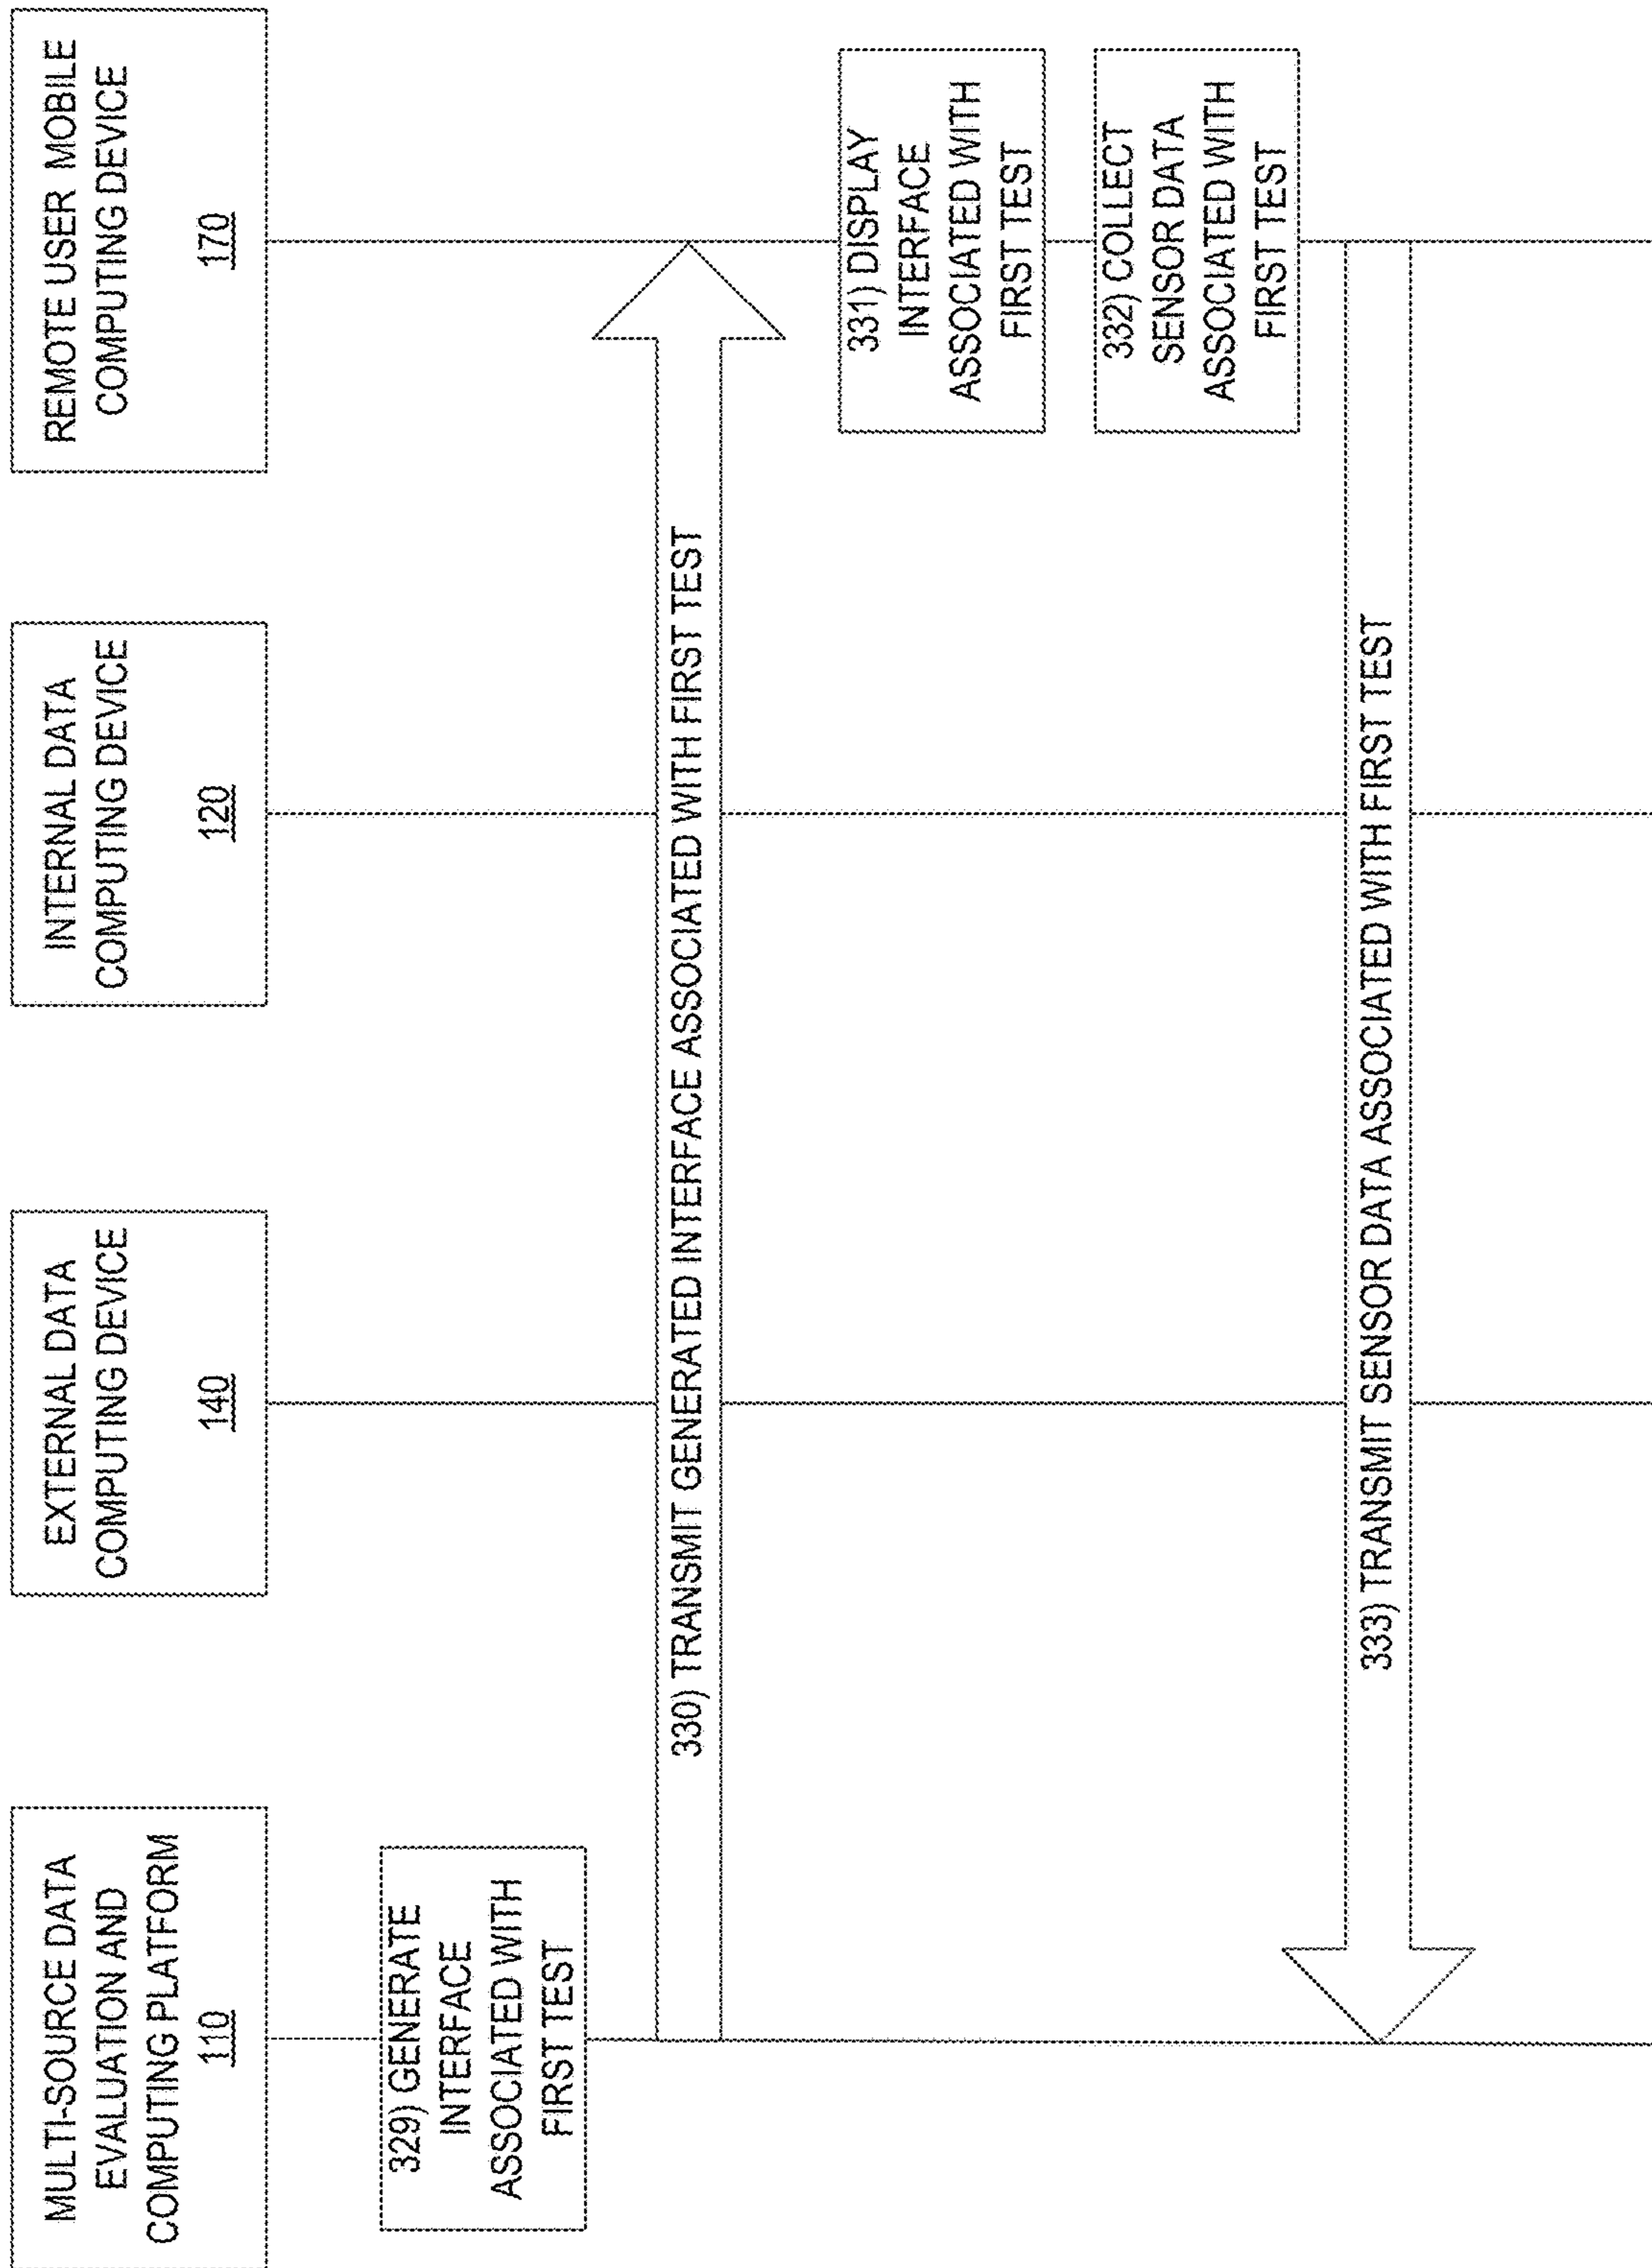 MULTI-SOURCE DATA
EVALUATION AND
COMPUTING PLATFORM
110
EXTERNAL DATA
COMPUTING DEVICE
140
INTERNAL DATA
COMPUTING DEVICE
120
REMOTE USER MOBILE
COMPUTING DEVICE
170
329) GENERATE
INTERFACE
ASSOCIATED WITH
FIRST TEST
330) TRANSMIT GENERATED INTERFACE ASSOCIATED WITH FIRST TEST
331) DISPLAY
INTERFACE
ASSOCIATED WITH
FIRST TEST
332) COLLECT
SENSOR DATA
ASSOCIATED WITH
FIRST TEST
333) TRANSMIT SENSOR DATA ASSOCIATED WITH FIRST TEST